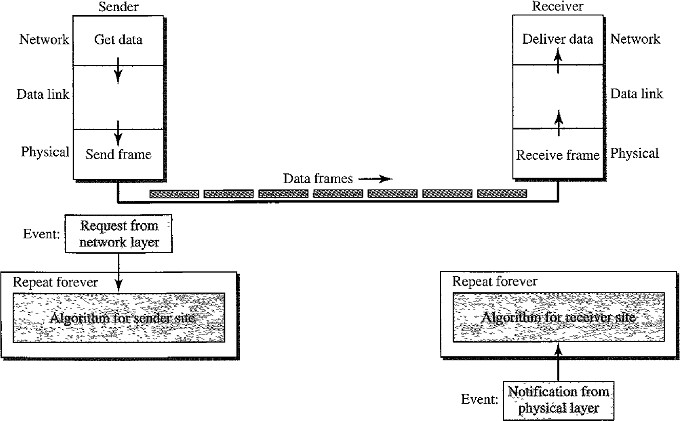 Sender
Receiver
Network
Get data
Deliver data
Network
Data link
Data link
Physical
Send frame
Receive frame
Physical
Data frames
Event:
Request from
network layer
Repeat forever
Algorithm for sender site
Repeat forever
Algorithm for receiver site
Event:
Notification from
physical layer